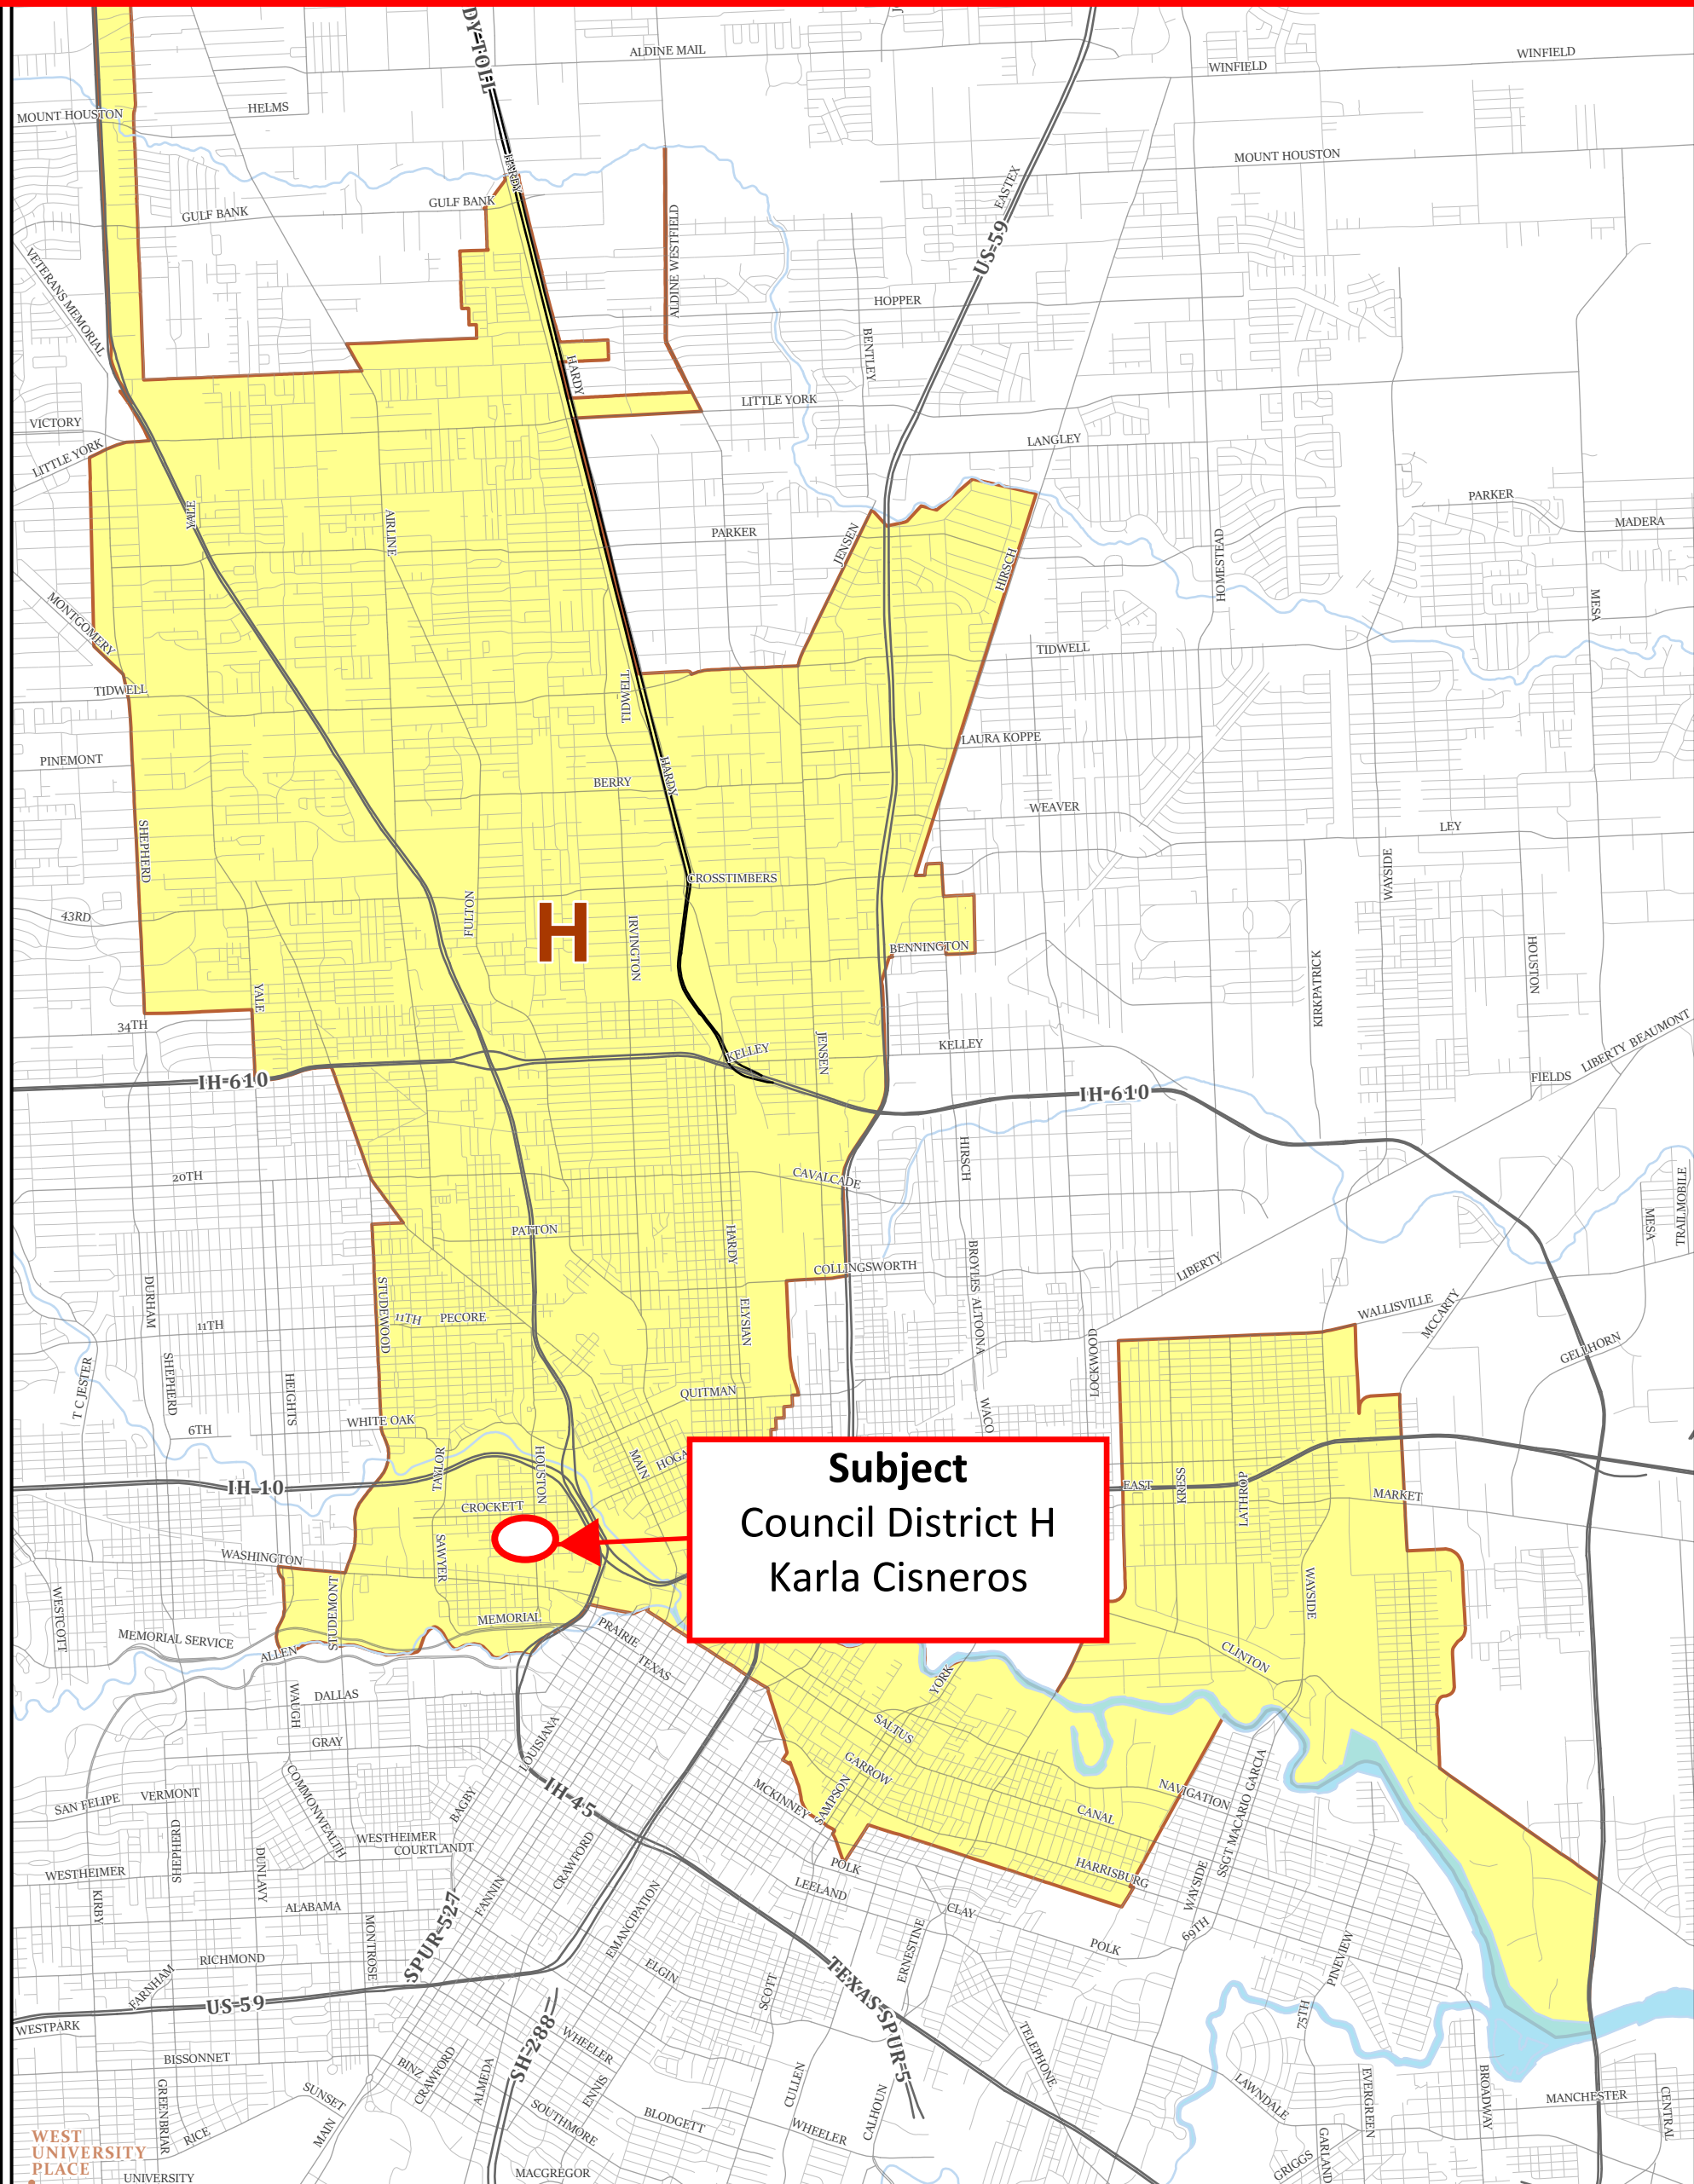 DY-TOLL
ALDINE MAIL
WINFIELD
WINFIELD
HELMS
MOUNT HOUSTON
MOUNT HOUSTON
HARDY
EASTEX
GULF BANK
GULF BANK
ALDINE WESTFIELD
US-59
VETERANS MEMORIAL
HOPPER
BENTLEY
HARDY
LITTLE YORK
VICTORY
LITTLE YORK
LANGLEY
YALE
AIRLINE
PARKER
PARKER
MADERA
JENSEN
HIRSCH
HOMESTEAD
MESA
MONTGOMERY
TIDWELL
TIDWELL
TIDWELL
PINEMONT
LAURA KOPPE
HARDY
BERRY
WEAVER
LEY
SHEPHERD
WAYSIDE
CROSSTIMBERS
43RD
FULTON
H
IRVINGTON
BENNINGTON
KIRKPATRICK
HOUSTON
YALE
34TH
KELLEY
JENSEN
KELLEY
LIBERTY BEAUMONT
FIELDS
IH-610
IH-610
HIRSCH
20TH
CAVALCADE
MESA
TRAILMOBILE
PATTON
HARDY
BROYLES
ALTOONA
COLLINGSWORTH
LIBERTY
DURHAM
STUDEWOOD
11TH
PECORE
11TH
ELYSIAN
WALLISVILLE
MCCARTY
GELLHORN
LOCKWOOD
T C JESTER
SHEPHERD
HEIGHTS
QUITMAN
WACO
WHITE OAK
6TH
TAYLOR
HOUSTON
MAIN
HOGA
IH-10
CROCKETT
EAST
KRESS
LATHROP
MARKET
Subject
Council District H
Karla Cisneros
WASHINGTON
SAWYER
WESTCOTT
STUDEMONT
WAYSIDE
MEMORIAL
MEMORIAL SERVICE
ALLEN
PRAIRIE
TEXAS
CLINTON
YORK
WAUGH
DALLAS
GRAY
LOUISIANA
SALTUS
GARROW
SAN FELIPE
VERMONT
COMMONWEALTH
IH-45
BAGBY
MCKINNEY
SAMPSON
CANAL
NAVIGATION
SSGT MACARIO GARCIA
SHEPHERD
DUNLAVY
WESTHEIMER
COURTLANDT
WESTHEIMER
KIRBY
CRAWFORD
FANNIN
POLK
LEELAND
HARRISBURG
WAYSIDE
ALABAMA
MONTROSE
SPUR-527
EMANCIPATION
CLAY
POLK
69TH
RICHMOND
FARNHAM
ELGIN
SCOTT
ERNESTINE
TEXAS-SPUR-5
PINEVIEW
US-59
WESTPARK
SH-288
WHEELER
75TH
TELEPHONE
BISSONNET
BINZ
CRAWFORD
ALMEDA
ENNIS
CULLEN
CALHOUN
LAWNDALE
EVERGREEN
BROADWAY
MANCHESTER
CENTRAL
GREENBRIAR
SUNSET
MAIN
RICE
SOUTHMORE
BLODGETT
WHEELER
GARLAND
GRIGGS
WEST
UNIVERSITY
PLACE
UNIVERSITY
MACGREGOR